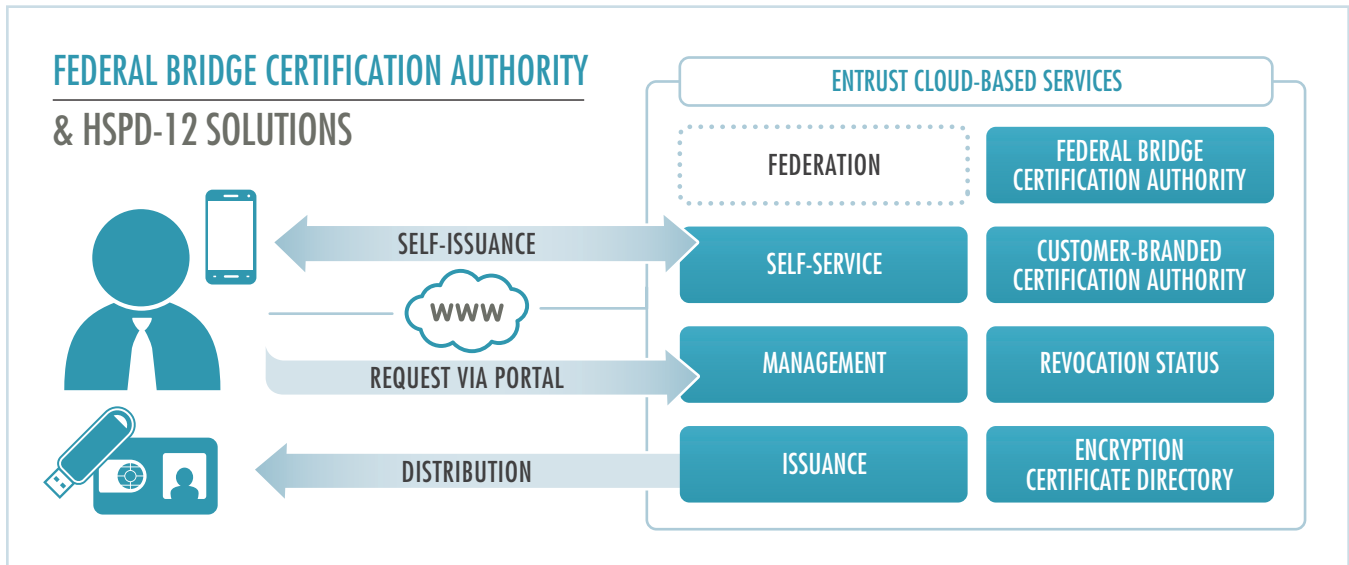 FEDERAL BRIDGE CERTIFICATION AUTHORITY
& HSPD-12 SOLUTIONS
ENTRUST CLOUD-BASED SERVICES
FEDERATION
FEDERAL BRIDGE
CERTIFICATION AUTHORITY
SELF-ISSUANCE
SELF-SERVICE
CUSTOMER-BRANDED
CERTIFICATION AUTHORITY
WWW
REQUEST VIA PORTAL
MANAGEMENT
REVOCATION STATUS
DISTRIBUTION
ISSUANCE
ENCRYPTION
CERTIFICATE DIRECTORY